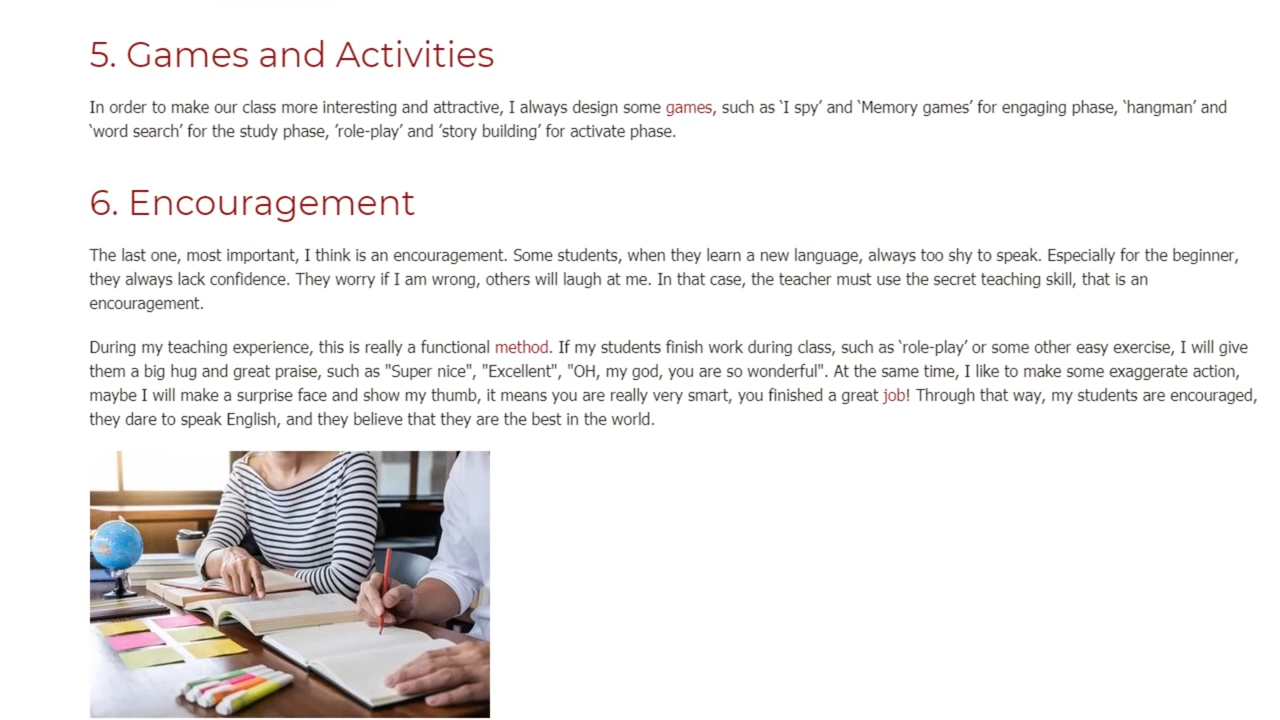 5. Games and Activities
In order to make our class more interesting and attractive, I always design some games, such as ‘I spy’ and ‘Memory games’ for engaging phase, ‘hangman’ and
‘word search’ for the study phase, ’role-play’ and ’story building’ for activate phase.
6. Encouragement
The last one, most important, I think is an encouragement. Some students, when they learn a new language, always too shy to speak. Especially for the beginner,
they always lack confidence. They worry if I am wrong, others will laugh at me. In that case, the teacher must use the secret teaching skill, that is an
encouragement.
During my teaching experience, this is really a functional method. If my students finish work during class, such as ‘role-play’ or some other easy exercise, I will give
them a big hug and great praise, such as "Super nice", "Excellent", "OH, my god, you are so wonderful". At the same time, I like to make some exaggerate action,
maybe I will make a surprise face and show my thumb, it means you are really very smart, you finished a great job! Through that way, my students are encouraged,
they dare to speak English, and they believe that they are the best in the world.